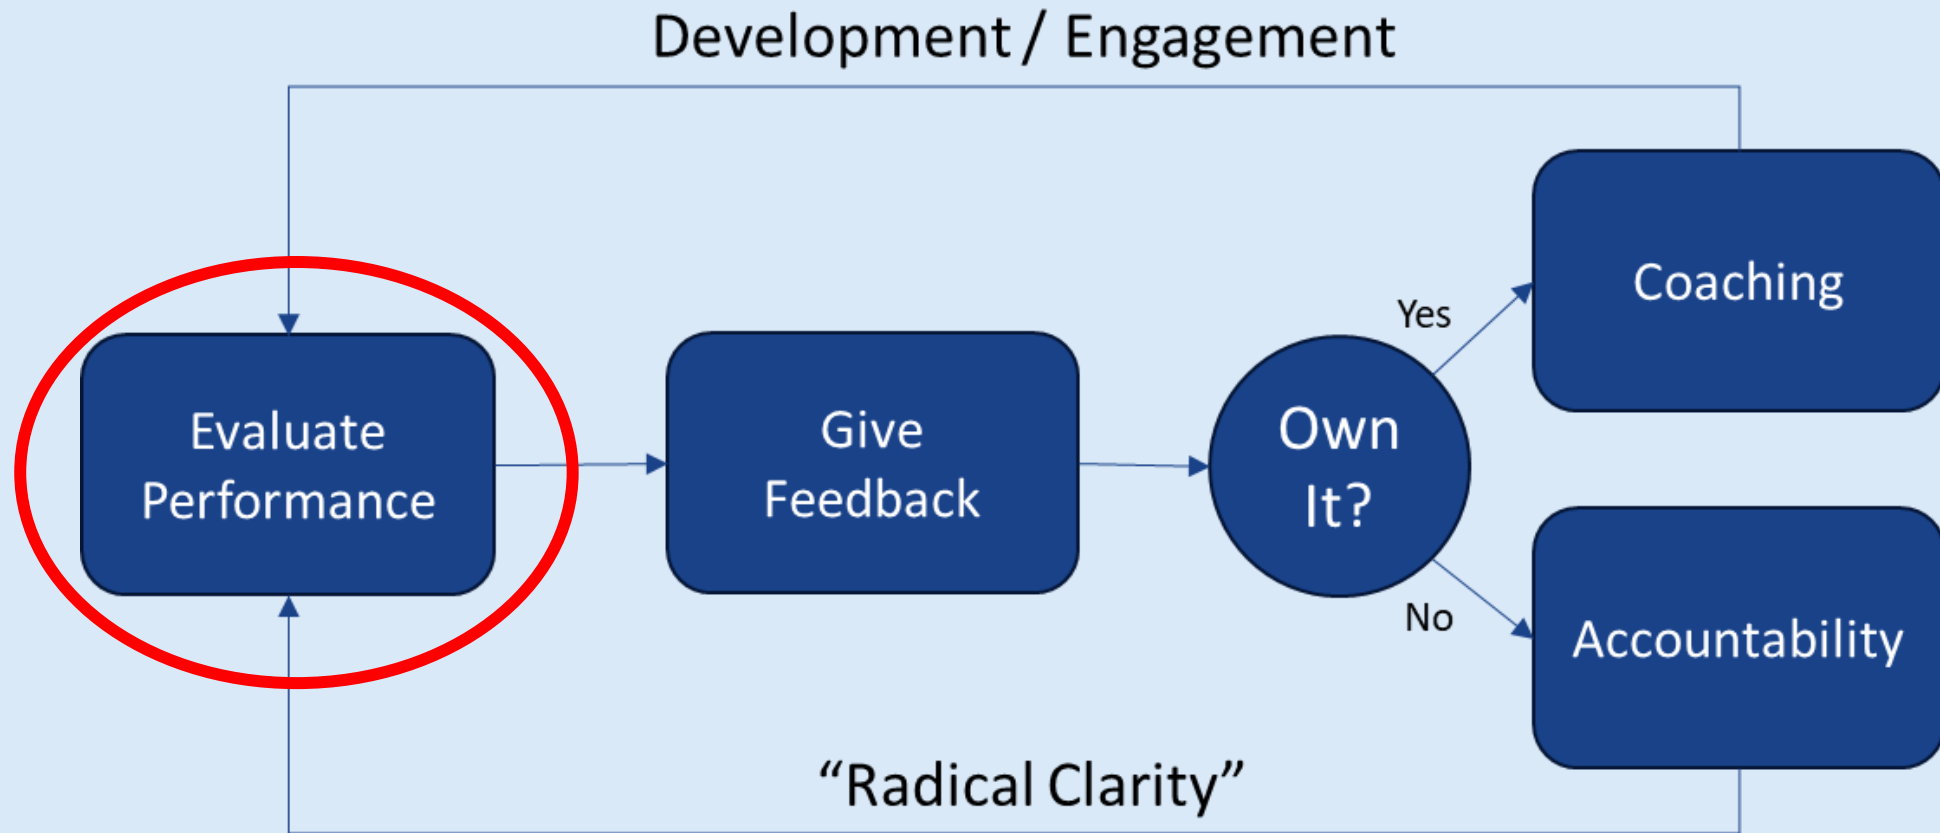 Development / Engagement
Evaluate
Performance
Give
Feedback
Own
It?
Yes
No
Coaching
Accountability
“Radical Clarity”